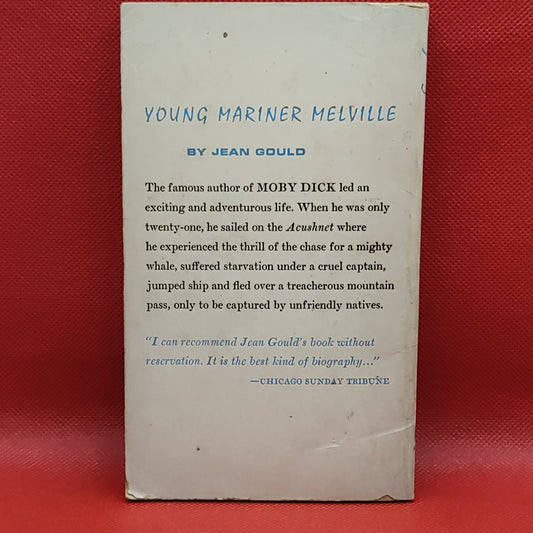 YOUNG MARINER MELVILLE
BY JEAN GOULD
The famous author of MOBY DICK led an
exciting and adventurous life. When he was only
twenty-one, he sailed on the Acushnet where
he experienced the thrill of the chase for a mighty
whale, suffered starvation under a cruel captain,
jumped ship and fled over a treacherous mountain
pass, only to be captured by unfriendly natives.
"I can recommend Jean Gould's book without
reservation. It is the best kind of biography..."
—CHICAGO SUNDAY TRIBUNE